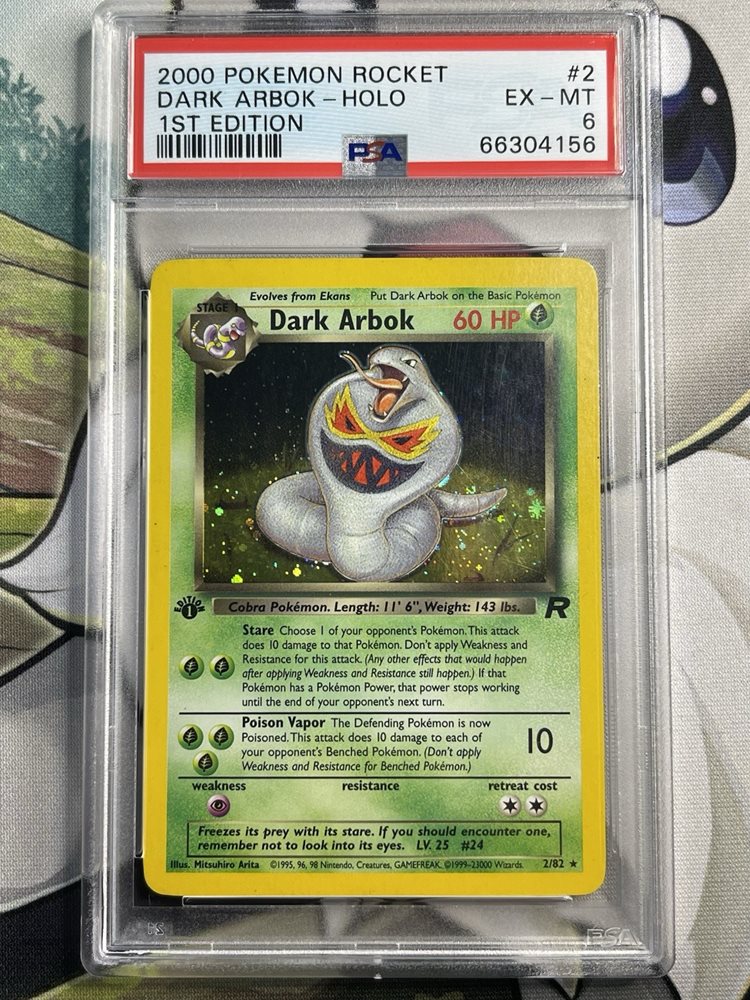 2000 POKEMON ROCKET #2
DARK ARBOK - HOLO EX - MT
1ST EDITION 6
PSA 66304156
Evolves from Ekans Put Dark Arbok on the Basic Pokémon
STAGE 1
Dark Arbok 60 HP
EDITION 1
Cobra Pokémon. Length: 11' 6", Weight: 143 lbs. R
Stare Choose 1 of your opponent's Pokémon. This attack
does 10 damage to that Pokémon. Don't apply Weakness and
Resistance for this attack. (Any other effects that would happen
after applying Weakness and Resistance still happen.) If that
Pokémon has a Pokémon Power, that power stops working
until the end of your opponent's next turn.
Poison Vapor The Defending Pokémon is now
Poisoned. This attack does 10 damage to each of 10
your opponent's Benched Pokémon. (Don't apply
Weakness and Resistance for Benched Pokémon.)
weakness resistance retreat cost
Freezes its prey with its stare. If you should encounter one,
remember not to look into its eyes. LV. 25 #24
Illus. Mitsuhiro Arita ©1995, 96, 98 Nintendo, Creatures, GAMEFREAK. ©1999-23000 Wizards. 2/82 ★
PSA